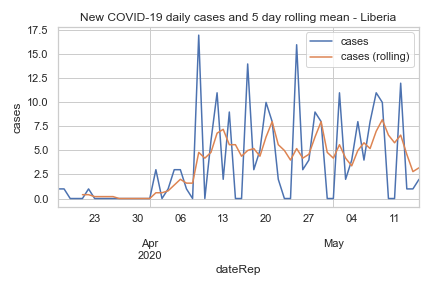 New COVID-19 daily cases and 5 day rolling mean - Liberia
cases
cases (rolling)
17.5
15.0
12.5
10.0
7.5
5.0
2.5
0.0
cases
23 30 06 13 20 27 04 11
Apr May
2020
dateRep